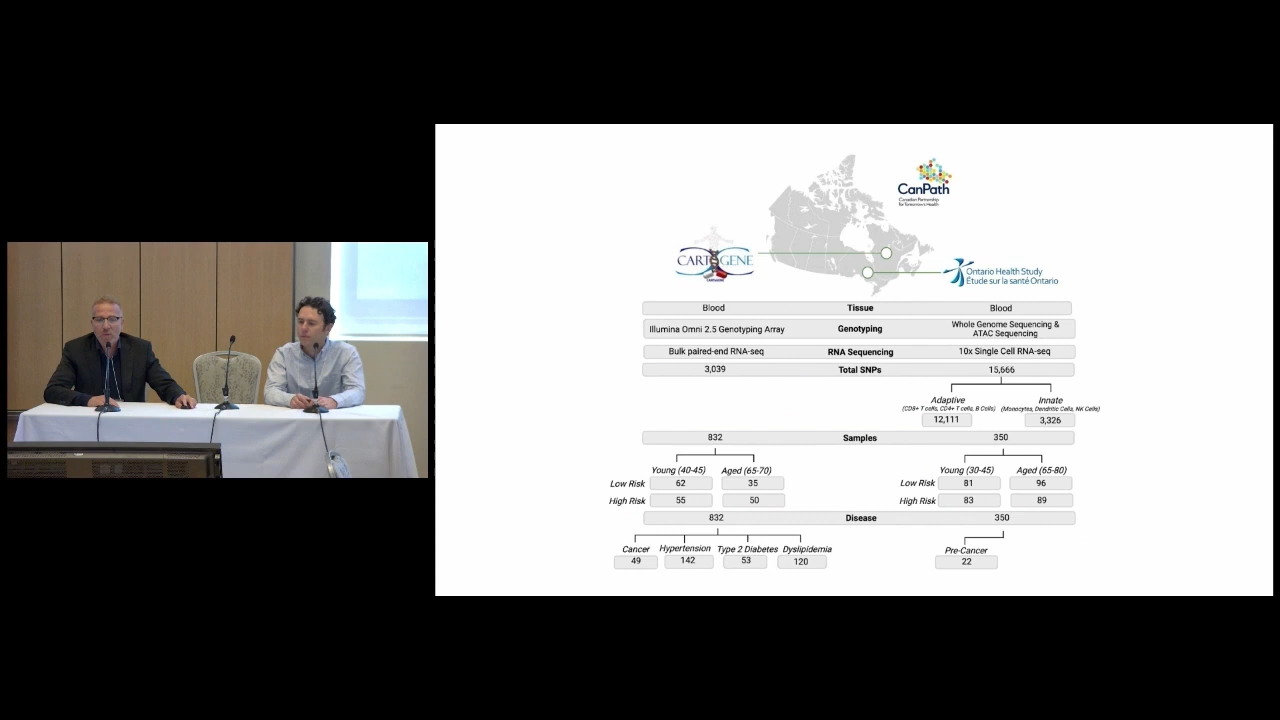 CanPath
Canadian Partnership
for Tomorrow's Health
CARTaGENE
Ontario Health Study
Étude sur la santé Ontario
Blood Tissue Blood
Illumina Omni 2.5 Genotyping Array Genotyping Whole Genome Sequencing &
ATAC Sequencing
Bulk paired-end RNA-seq RNA Sequencing 10x Single Cell RNA-seq
3,039 Total SNPs 15,666
Adaptive Innate
(CD8+ T cells, CD4+ T cells, B Cells) (Monocytes, Dendritic Cells, NK Cells)
12,111 3,326
832 Samples 350
Young (40-45) Aged (65-70) Young (30-45) Aged (65-80)
Low Risk 62 35 Low Risk 81 96
High Risk 55 50 High Risk 83 89
832 Disease 350
Cancer Hypertension Type 2 Diabetes Dyslipidemia Pre-Cancer
49 142 53 120 22